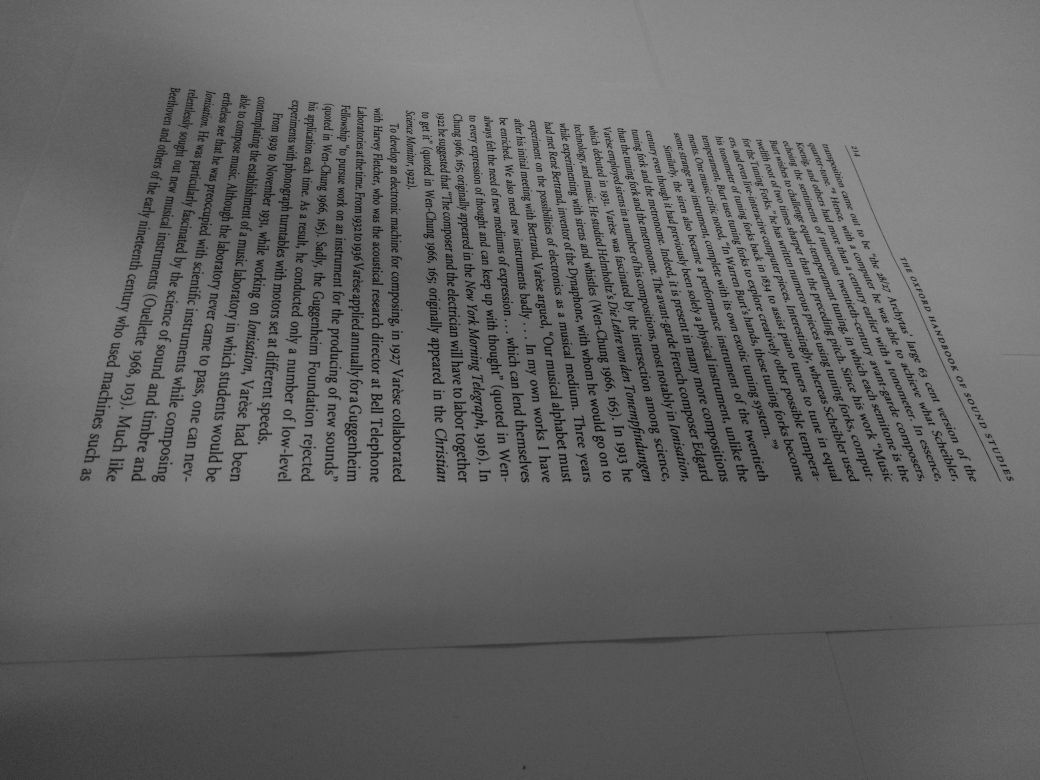 214 THE OXFORD HANDBOOK OF SOUND STUDIES
transposition came out to be “the 1827 Archytas’ large 63 cent version of the
quarter-tone.”8 Hence, with a computer he was able to achieve what Scheibler,
Koenig, and others had more than a century earlier with a tonometer. In essence,
echoing the sentiments of numerous twentieth-century avant-garde composers,
Burt wishes to challenge equal-temperament tuning, in which each semitone is the
twelfth root of two times sharper than the preceding pitch. Since his work “Music
for the Tuning Forks,” he has written numerous pieces using tuning forks, comput-
ers, and even live-interactive computer pieces. Interestingly, whereas Scheibler used
his tonometer of tuning forks back in 1834 to assist piano tuners to tune in equal
temperament, Burt uses tuning forks to explore creatively other possible tempera-
ments. One music critic noted, “In Warren Burt’s hands, these tuning forks become
some strange new instrument, complete with its own exotic tuning system.”9
Similarly, the siren also became a performance instrument of the twentieth
century even though it had previously been solely a physical instrument, unlike the
tuning fork and the metronome. Indeed, it is present in many more compositions
than the tuning fork and the metronome. The avant-garde French composer Edgard
Varèse employed sirens in a number of his compositions, most notably in Ionisation,
which debuted in 1931. Varèse was fascinated by the intersection among science,
technology, and music. He studied Helmholtz’s Die Lehre von den Tonempfindungen
while experimenting with sirens and whistles (Wen-Chung 1966, 165). In 1913 he
had met René Bertrand, inventor of the Dynaphone, with whom he would go on to
experiment on the possibilities of electronics as a musical medium. Three years
after his initial meeting with Bertrand, Varèse argued, “Our musical alphabet must
be enriched. We also need new instruments badly . . . In my own works I have
always felt the need of new mediums of expression . . . which can lend themselves
to every expression of thought and can keep up with thought” (quoted in Wen-
Chung 1966, 165; originally appeared in the New York Morning Telegraph, 1916). In
1922 he suggested that “The composer and the electrician will have to labor together
to get it” (quoted in Wen-Chung 1966, 165; originally appeared in the Christian
Science Monitor, 1922).
To develop an electronic machine for composing, in 1927 Varèse collaborated
with Harvey Fletcher, who was the acoustical research director at Bell Telephone
Laboratories at the time. From 1932 to 1936 Varèse applied annually for a Guggenheim
Fellowship “to pursue work on an instrument for the producing of new sounds”
(quoted in Wen-Chung 1966, 165). Sadly, the Guggenheim Foundation rejected
his application each time. As a result, he conducted only a number of low-level
experiments with phonograph turntables with motors set at different speeds.
From 1929 to November 1931, while working on Ionisation, Varèse had been
contemplating the establishment of a music laboratory in which students would be
able to compose music. Although the laboratory never came to pass, one can nev-
ertheless see that he was preoccupied with scientific instruments while composing
Ionisation. He was particularly fascinated by the science of sound and timbre and
relentlessly sought out new musical instruments (Ouellette 1968, 103). Much like
Beethoven and others of the early nineteenth century who used machines such as